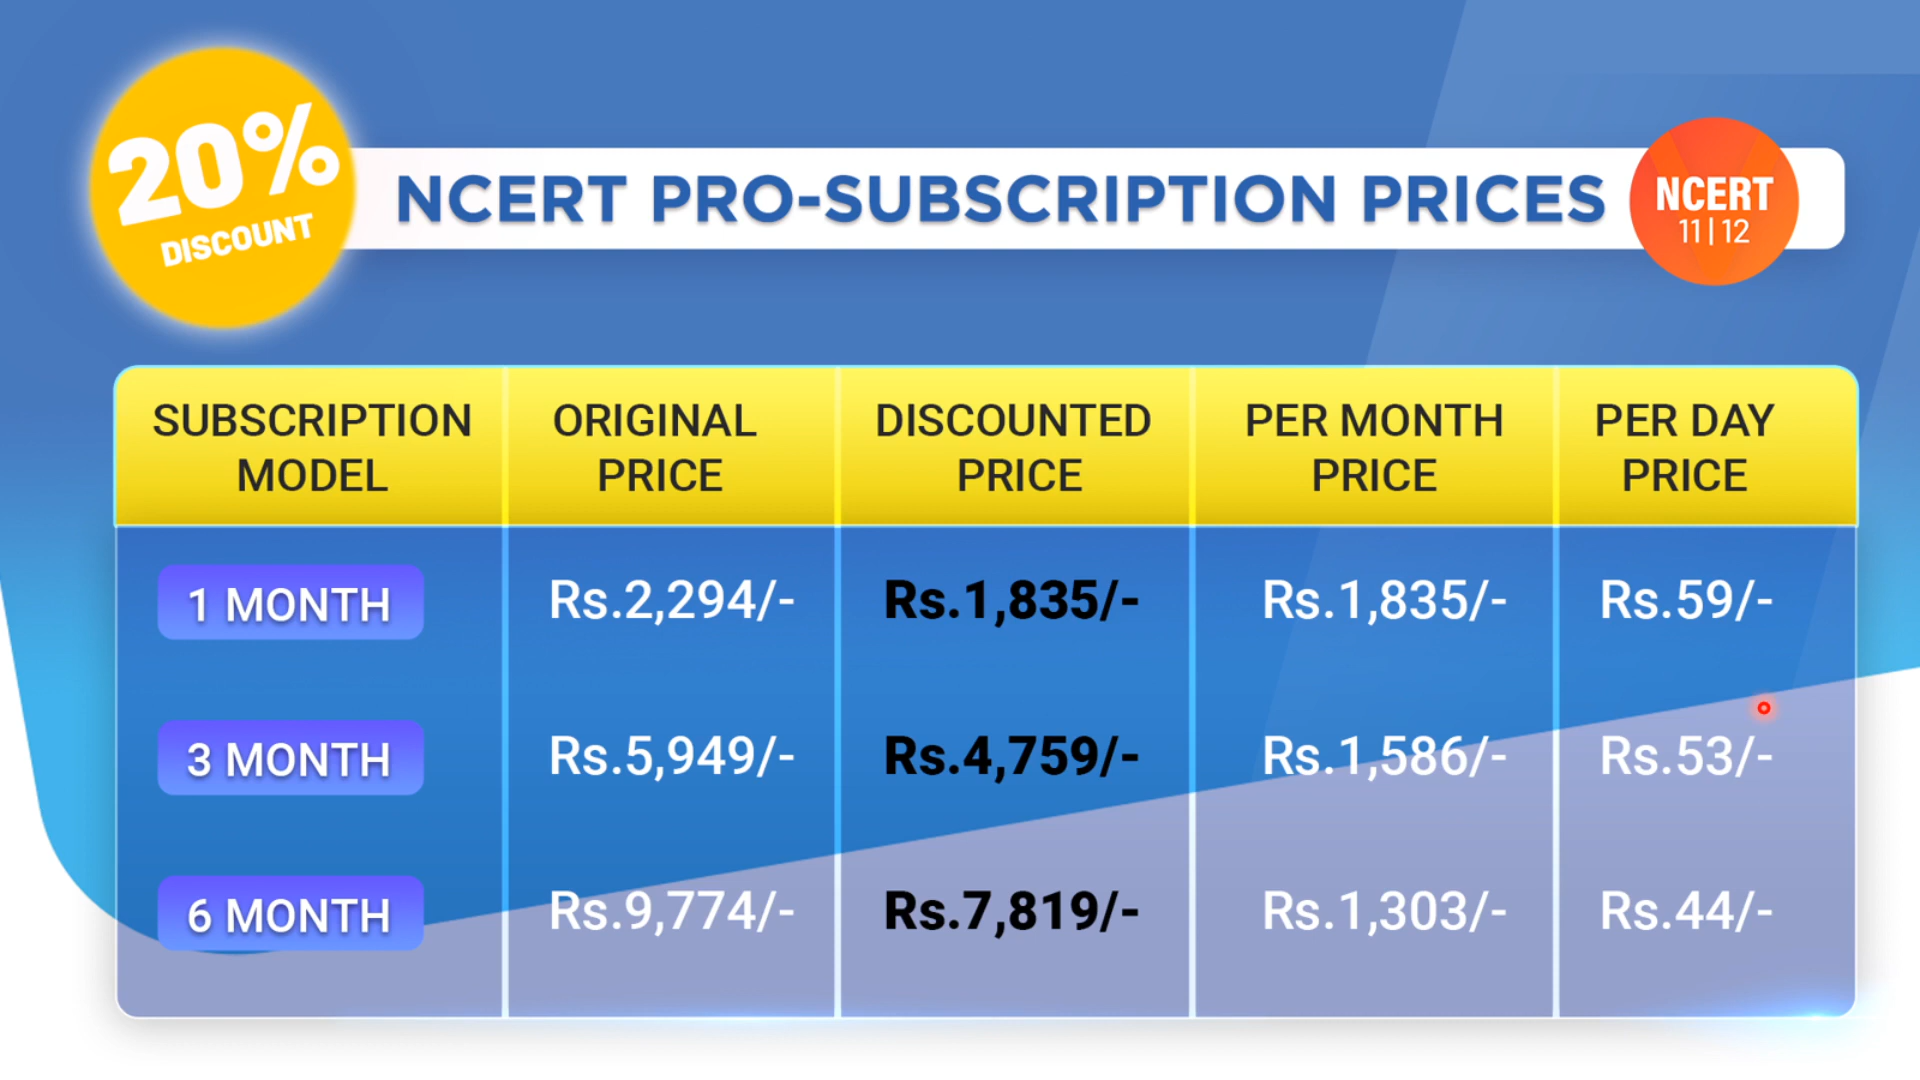 20%
DISCOUNT
NCERT PRO-SUBSCRIPTION PRICES
NCERT
11|12
SUBSCRIPTION MODEL
ORIGINAL PRICE
DISCOUNTED PRICE
PER MONTH PRICE
PER DAY PRICE
1 MONTH Rs.2,294/- Rs.1,835/- Rs.1,835/- Rs.59/-
3 MONTH Rs.5,949/- Rs.4,759/- Rs.1,586/- Rs.53/-
6 MONTH Rs.9,774/- Rs.7,819/- Rs.1,303/- Rs.44/-